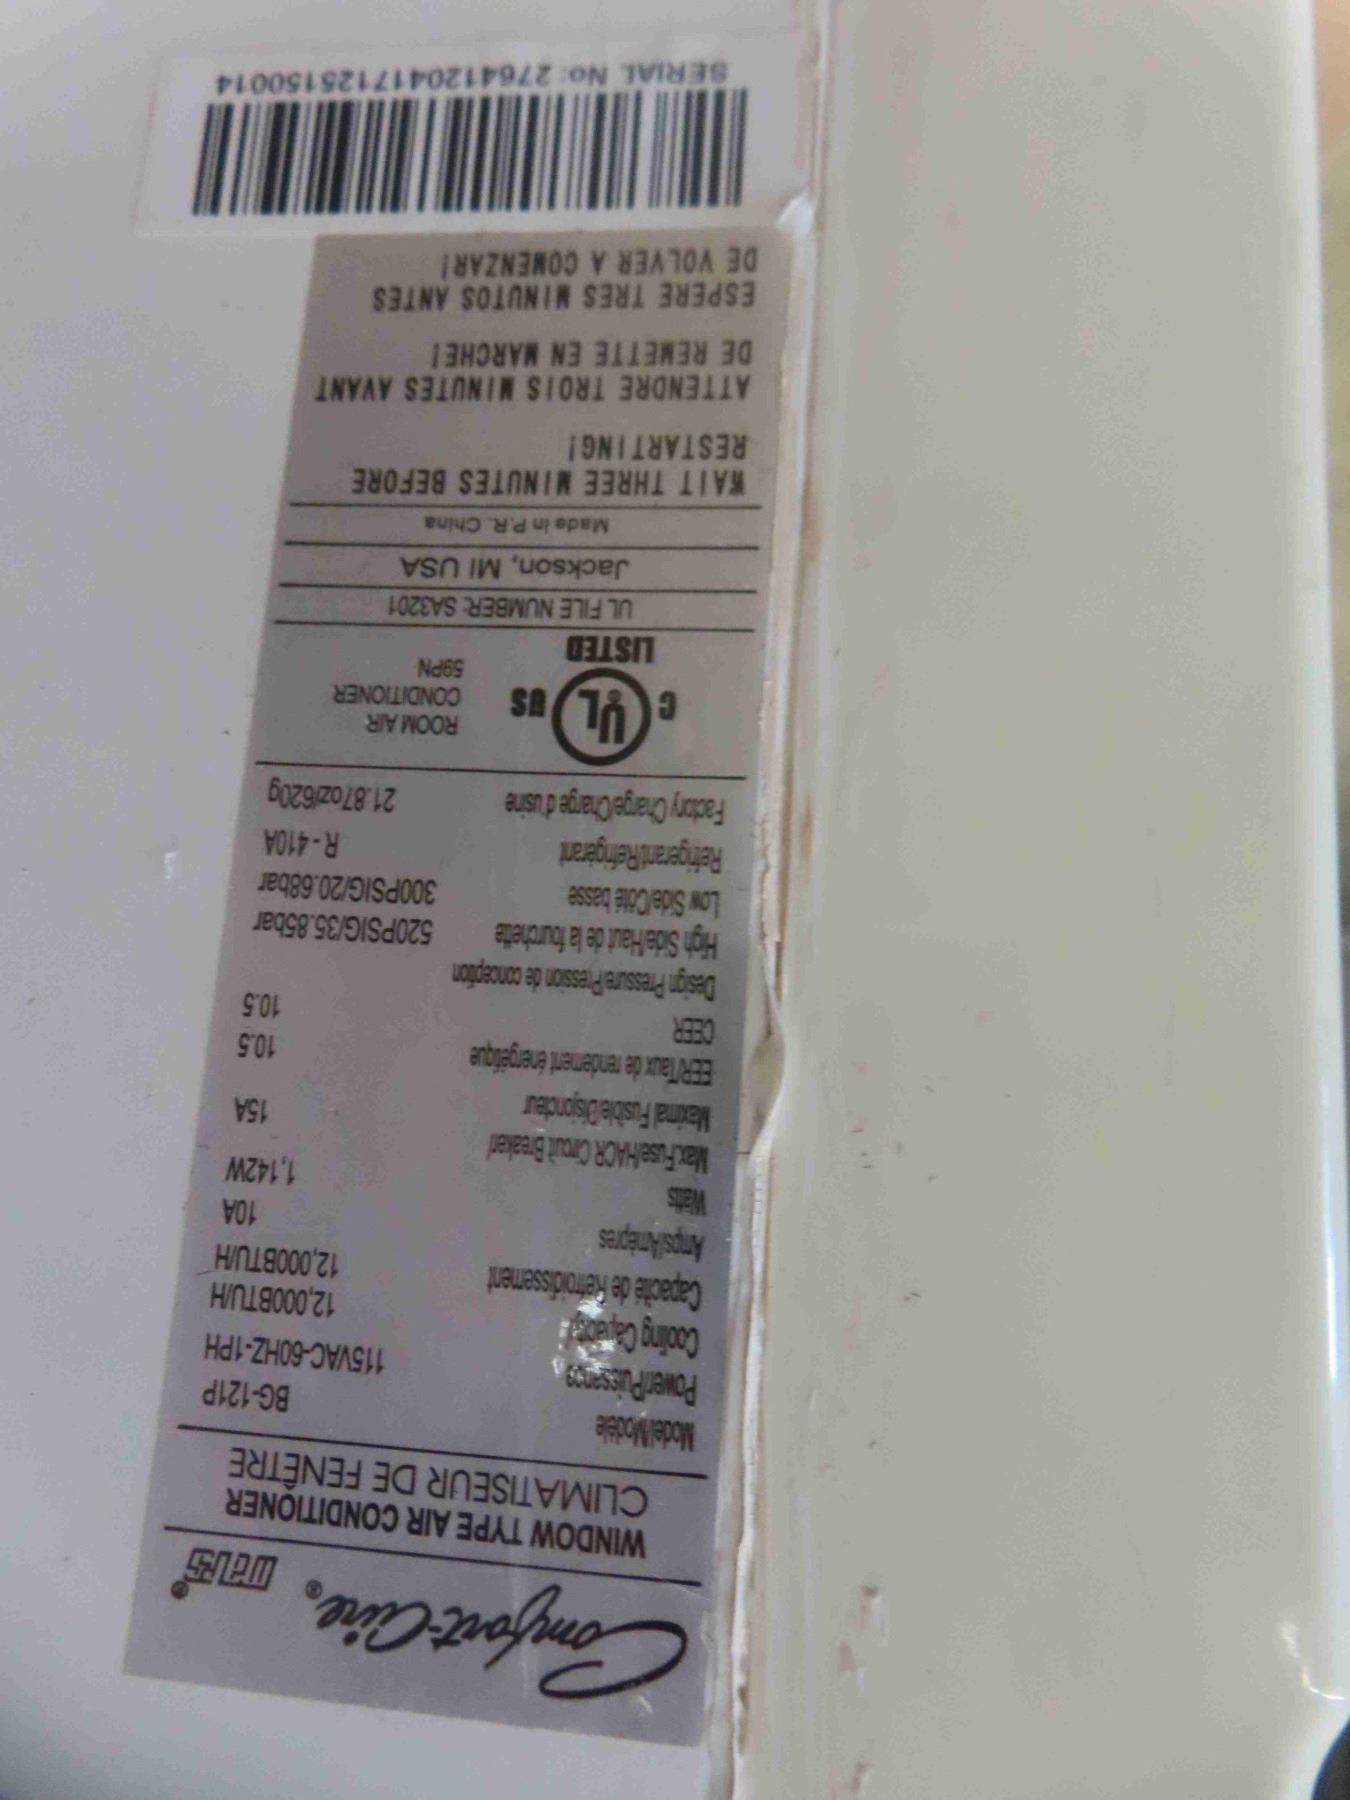 Comfort-Aire® MARS®
WINDOW TYPE AIR CONDITIONER
CLIMATISEUR DE FENÊTRE
Model/Modèle BG-121P
Power/Puissance 115VAC-60HZ-1PH
Cooling Capacity/ 12,000BTU/H
Capacité de Refroidissement 12,000BTU/H
Amps/Ampères 10A
Watts 1,142W
Max.Fuse/HACR Circuit Breaker/
Maximal Fusible/Disjoncteur 15A
EER/Taux de rendement énergétique 10.5
CEER 10.5
Design Pressure/Pression de conception
High Side/Haut de la fourchette 520PSIG/35.85bar
Low Side/Côté basse 300PSIG/20.68bar
Refrigerant/Refrigérant R-410A
Factory Charge/Charge d'usine 21.87oz/620g
C UL US
LISTED
ROOM AIR
CONDITIONER
59PN
UL FILE NUMBER: SA3201
Jackson, MI USA
Made in P.R. China
WAIT THREE MINUTES BEFORE
RESTARTING!
ATTENDRE TROIS MINUTES AVANT
DE REMETTE EN MARCHE!
ESPERE TRES MINUTOS ANTES
DE VOLVER A COMENZAR!
SERIAL No: 2764120417125150014